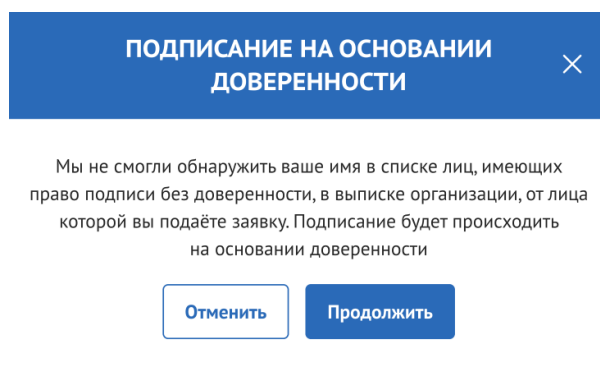 ПОДПИСАНИЕ НА ОСНОВАНИИ
ДОВЕРЕННОСТИ
Мы не смогли обнаружить ваше имя в списке лиц, имеющих
право подписи без доверенности, в выписке организации, от лица
которой вы подаёте заявку. Подписание будет происходить
на основании доверенности
Отменить
Продолжить